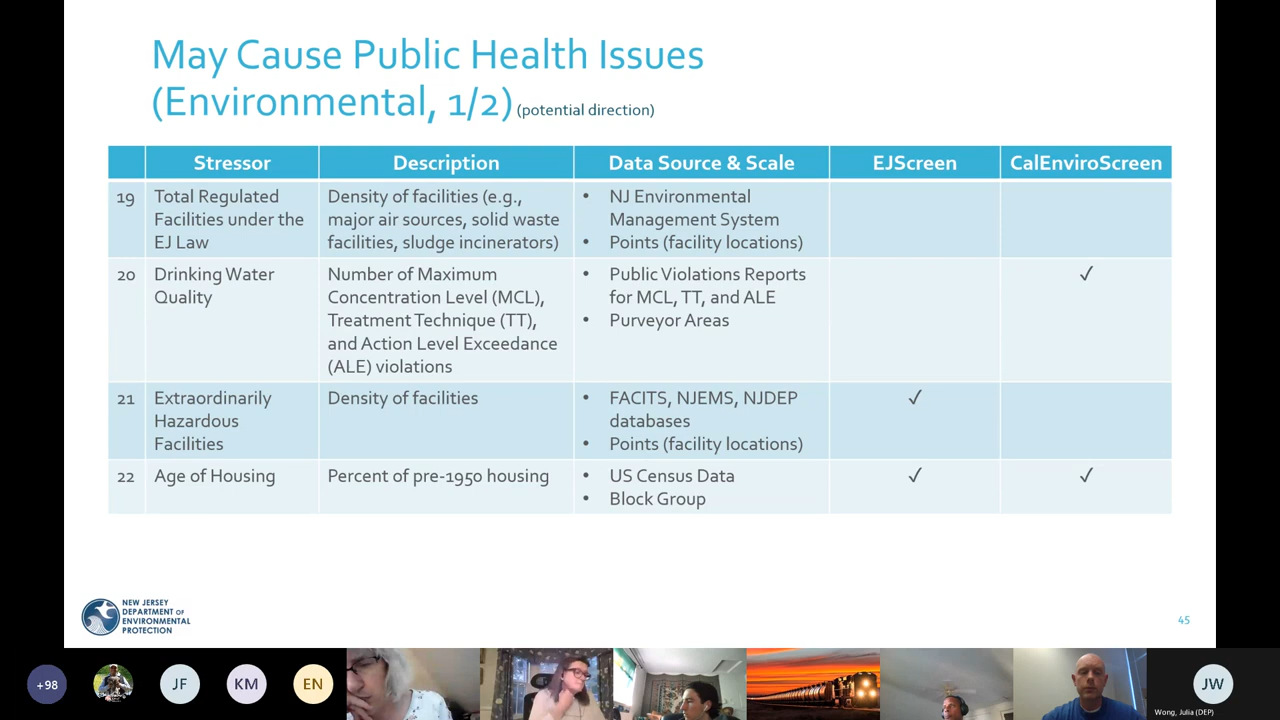 May Cause Public Health Issues
(Environmental, 1/2) (potential direction)
Stressor Description Data Source & Scale EJScreen CalEnviroScreen
19 Total Regulated
Facilities under the
EJ Law
Density of facilities (e.g.,
major air sources, solid waste
facilities, sludge incinerators)
• NJ Environmental
Management System
• Points (facility locations)
20 Drinking Water
Quality
Number of Maximum
Concentration Level (MCL),
Treatment Technique (TT),
and Action Level Exceedance
(ALE) violations
• Public Violations Reports
for MCL, TT, and ALE
• Purveyor Areas
✓
21 Extraordinarily
Hazardous
Facilities
Density of facilities
• FACITS, NJEMS, NJDEP
databases
• Points (facility locations)
✓
22 Age of Housing
Percent of pre-1950 housing
• US Census Data
• Block Group
✓ ✓
NEW JERSEY
DEPARTMENT OF
ENVIRONMENTAL
PROTECTION
45
+98 JF KM EN JW
Wong, Julia (DEP)